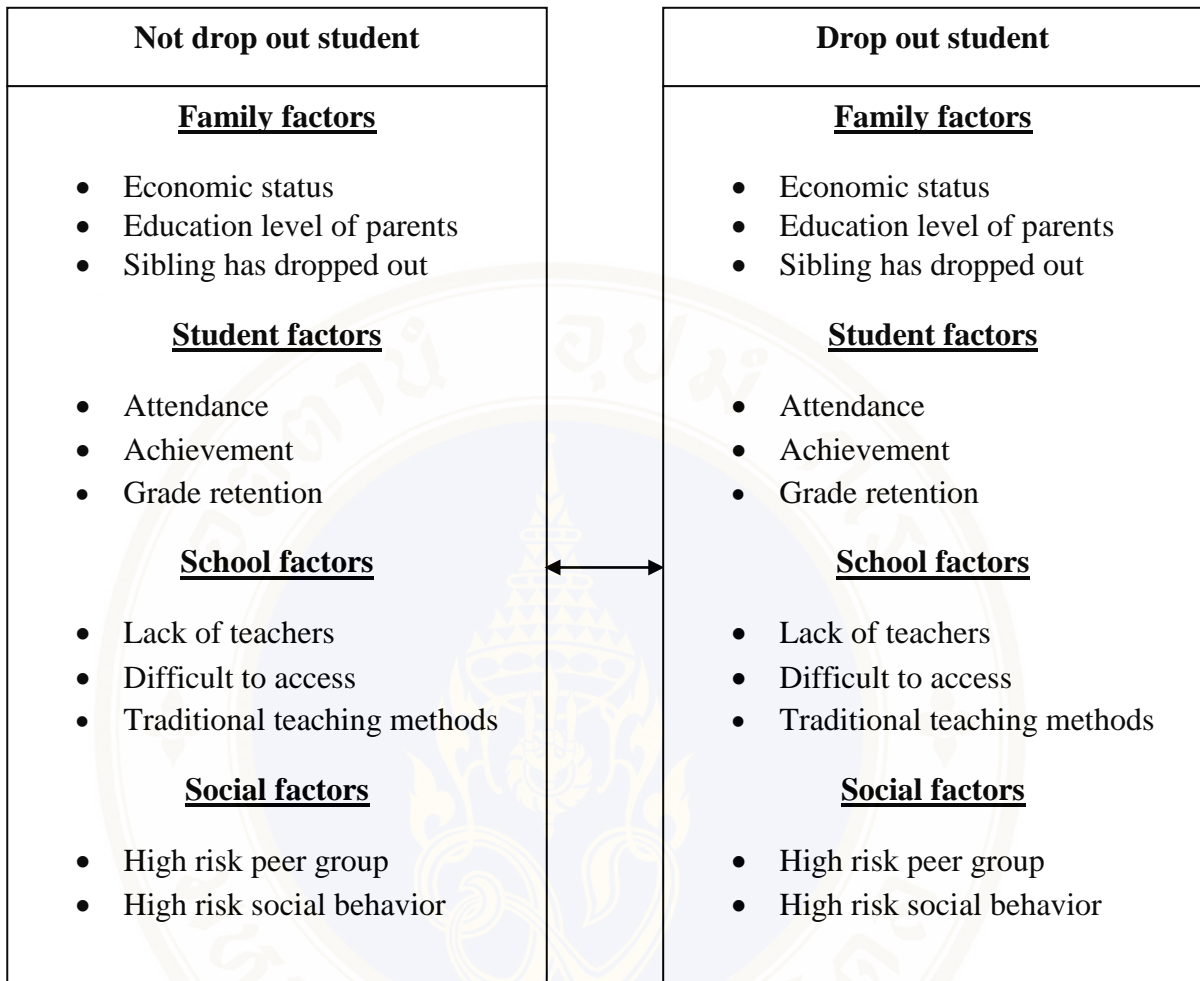 Not drop out student
Family factors
• Economic status
• Education level of parents
• Sibling has dropped out
Student factors
• Attendance
• Achievement
• Grade retention
School factors
• Lack of teachers
• Difficult to access
• Traditional teaching methods
Social factors
• High risk peer group
• High risk social behavior
Drop out student
Family factors
• Economic status
• Education level of parents
• Sibling has dropped out
Student factors
• Attendance
• Achievement
• Grade retention
School factors
• Lack of teachers
• Difficult to access
• Traditional teaching methods
Social factors
• High risk peer group
• High risk social behavior